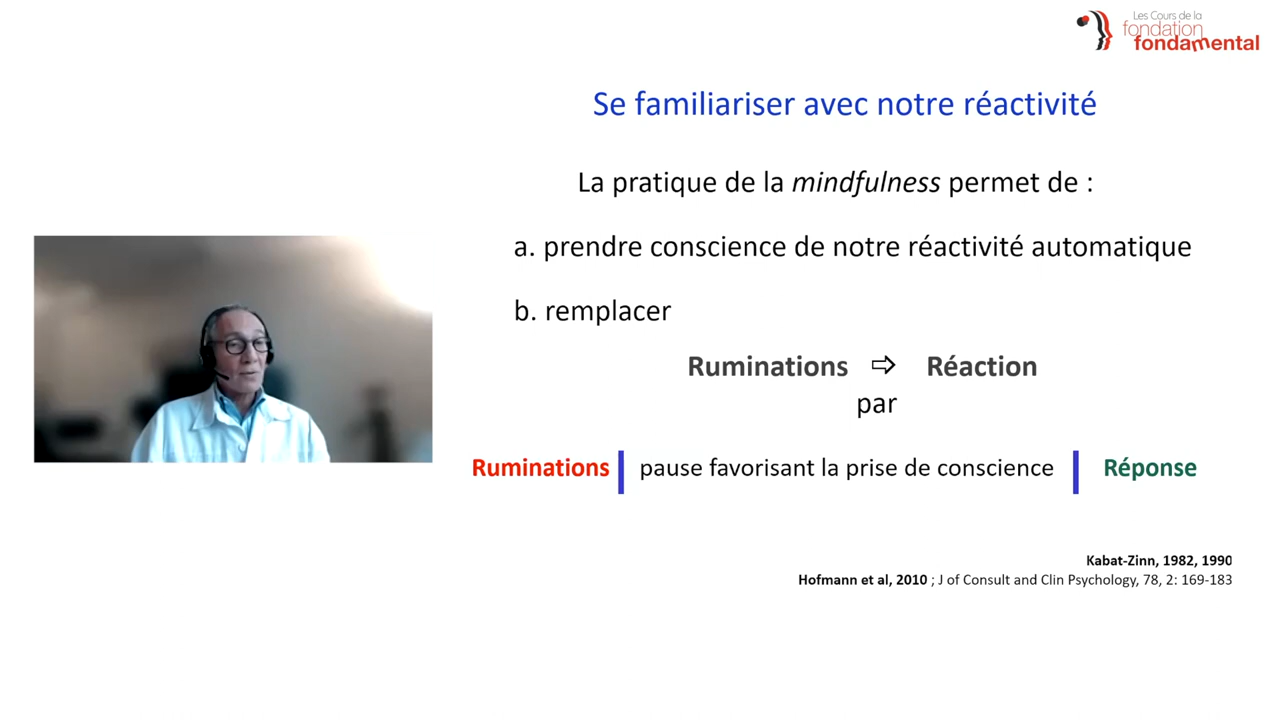 Les Cours de la
fondation
fondamental
Se familiariser avec notre réactivité
La pratique de la mindfulness permet de :
a. prendre conscience de notre réactivité automatique
b. remplacer
Ruminations ⇨ Réaction
par
Ruminations | pause favorisant la prise de conscience | Réponse
Kabat-Zinn, 1982, 1990
Hofmann et al, 2010 ; J of Consult and Clin Psychology, 78, 2: 169-183